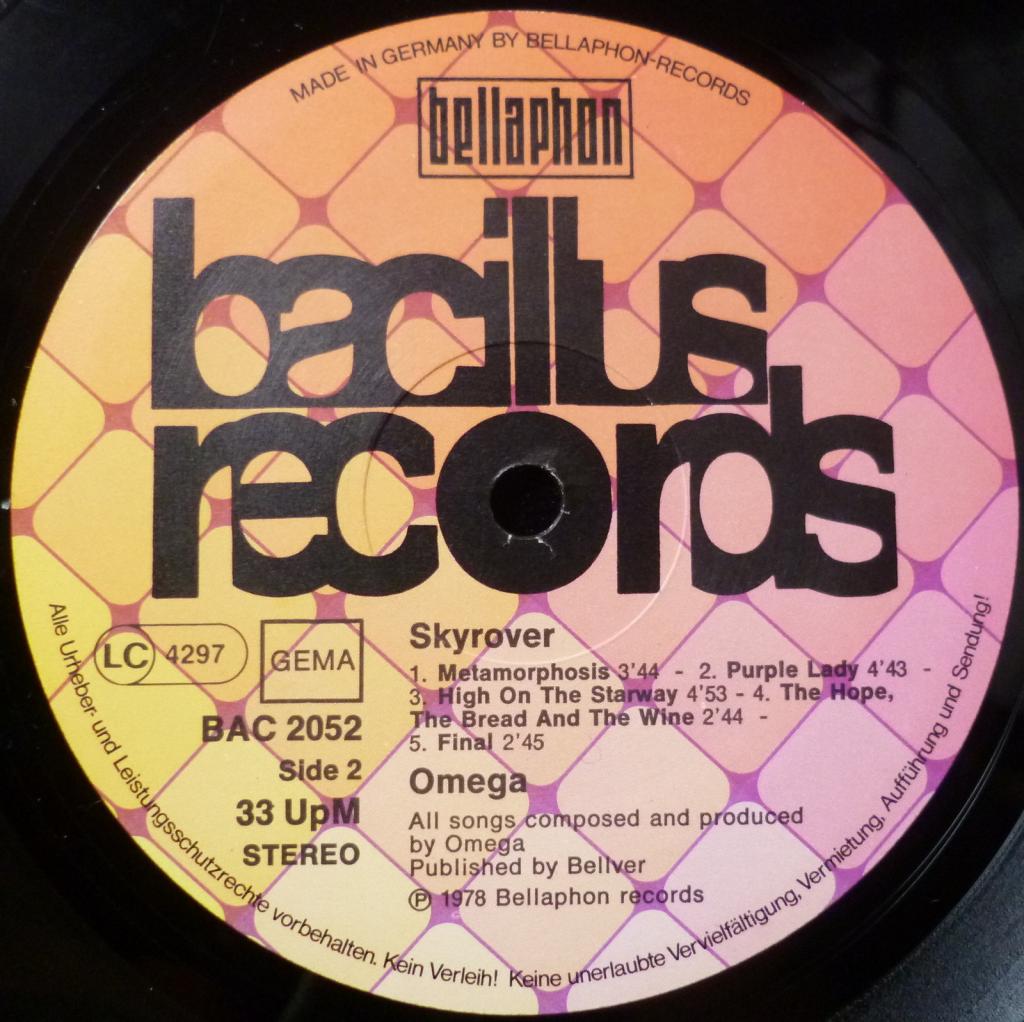 MADE IN GERMANY BY BELLAPHON-RECORDS
bellaphon
bacillus
records
LC 4297
GEMA
BAC 2052
Side 2
33 UpM
STEREO
Skyrover
1. Metamorphosis 3'44 - 2. Purple Lady 4'43 -
3. High On The Starway 4'53 - 4. The Hope,
The Bread And The Wine 2'44 -
5. Final 2'45
Omega
All songs composed and produced
by Omega
Published by Bellver
℗ 1978 Bellaphon records
Alle Urheber- und Leistungsschutzrechte vorbehalten. Kein Verleih! Keine unerlaubte Vervielfältigung, Vermietung, Aufführung und Sendung!